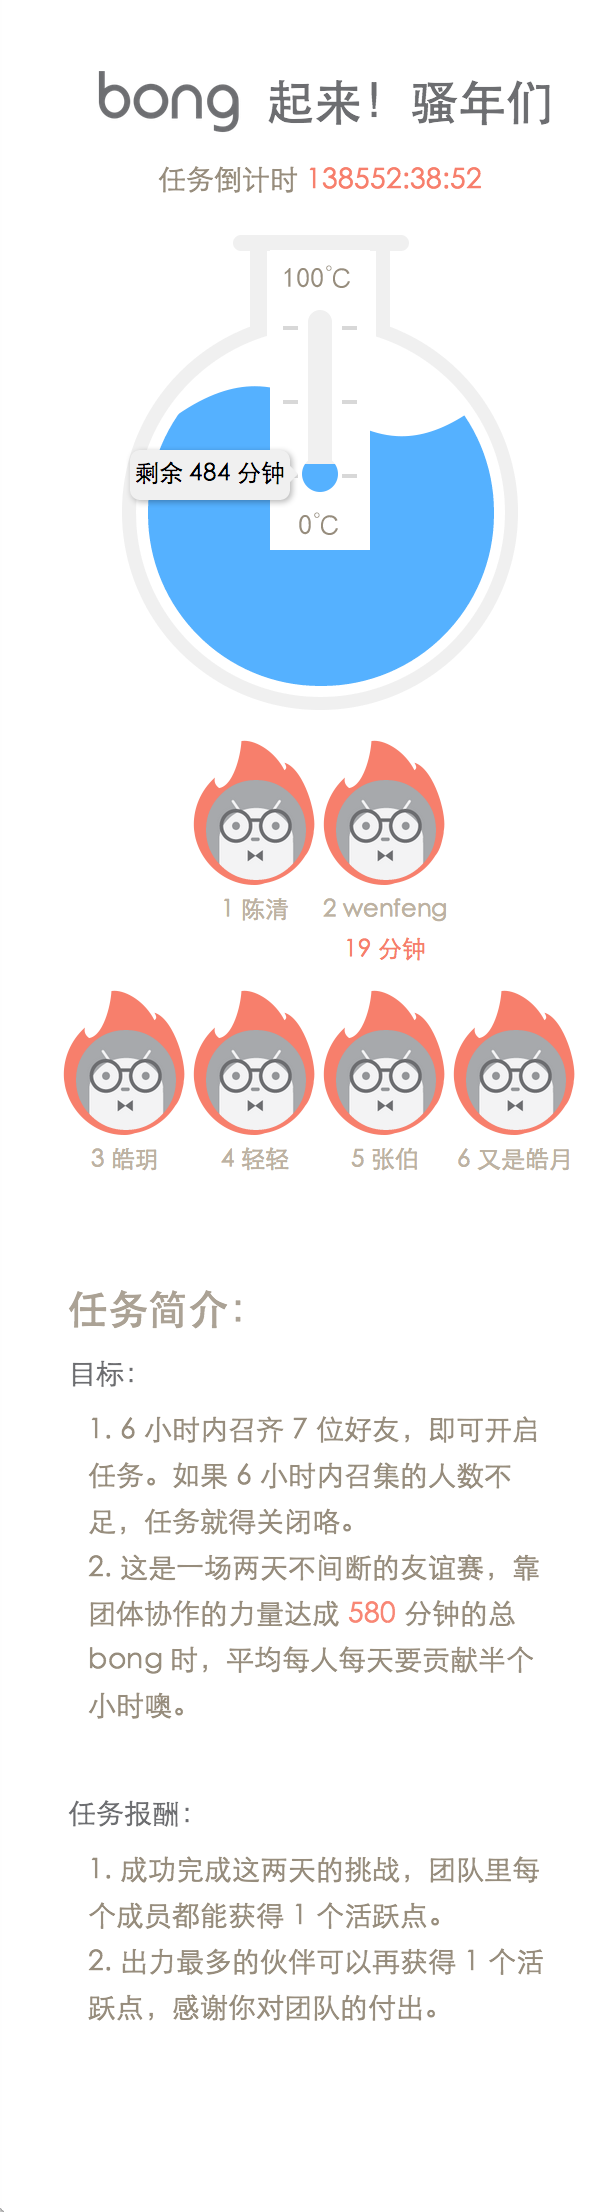 bong 起来！骚年们
任务倒计时 138552:38:52
100°C
剩余 484 分钟
0°C
1 陈清 2 wenfeng
19 分钟
3 皓玥 4 轻轻 5 张伯 6 又是皓月
任务简介：
目标：
1. 6 小时内召齐 7 位好友，即可开启
任务。如果 6 小时内召集的人数不
足，任务就得关闭咯。
2. 这是一场两天不间断的友谊赛，靠
团体协作的力量达成 580 分钟的总
bong 时，平均每人每天要贡献半个
小时噢。
任务报酬：
1. 成功完成这两天的挑战，团队里每
个成员都能获得 1 个活跃点。
2. 出力最多的伙伴可以再获得 1 个活
跃点，感谢你对团队的付出。